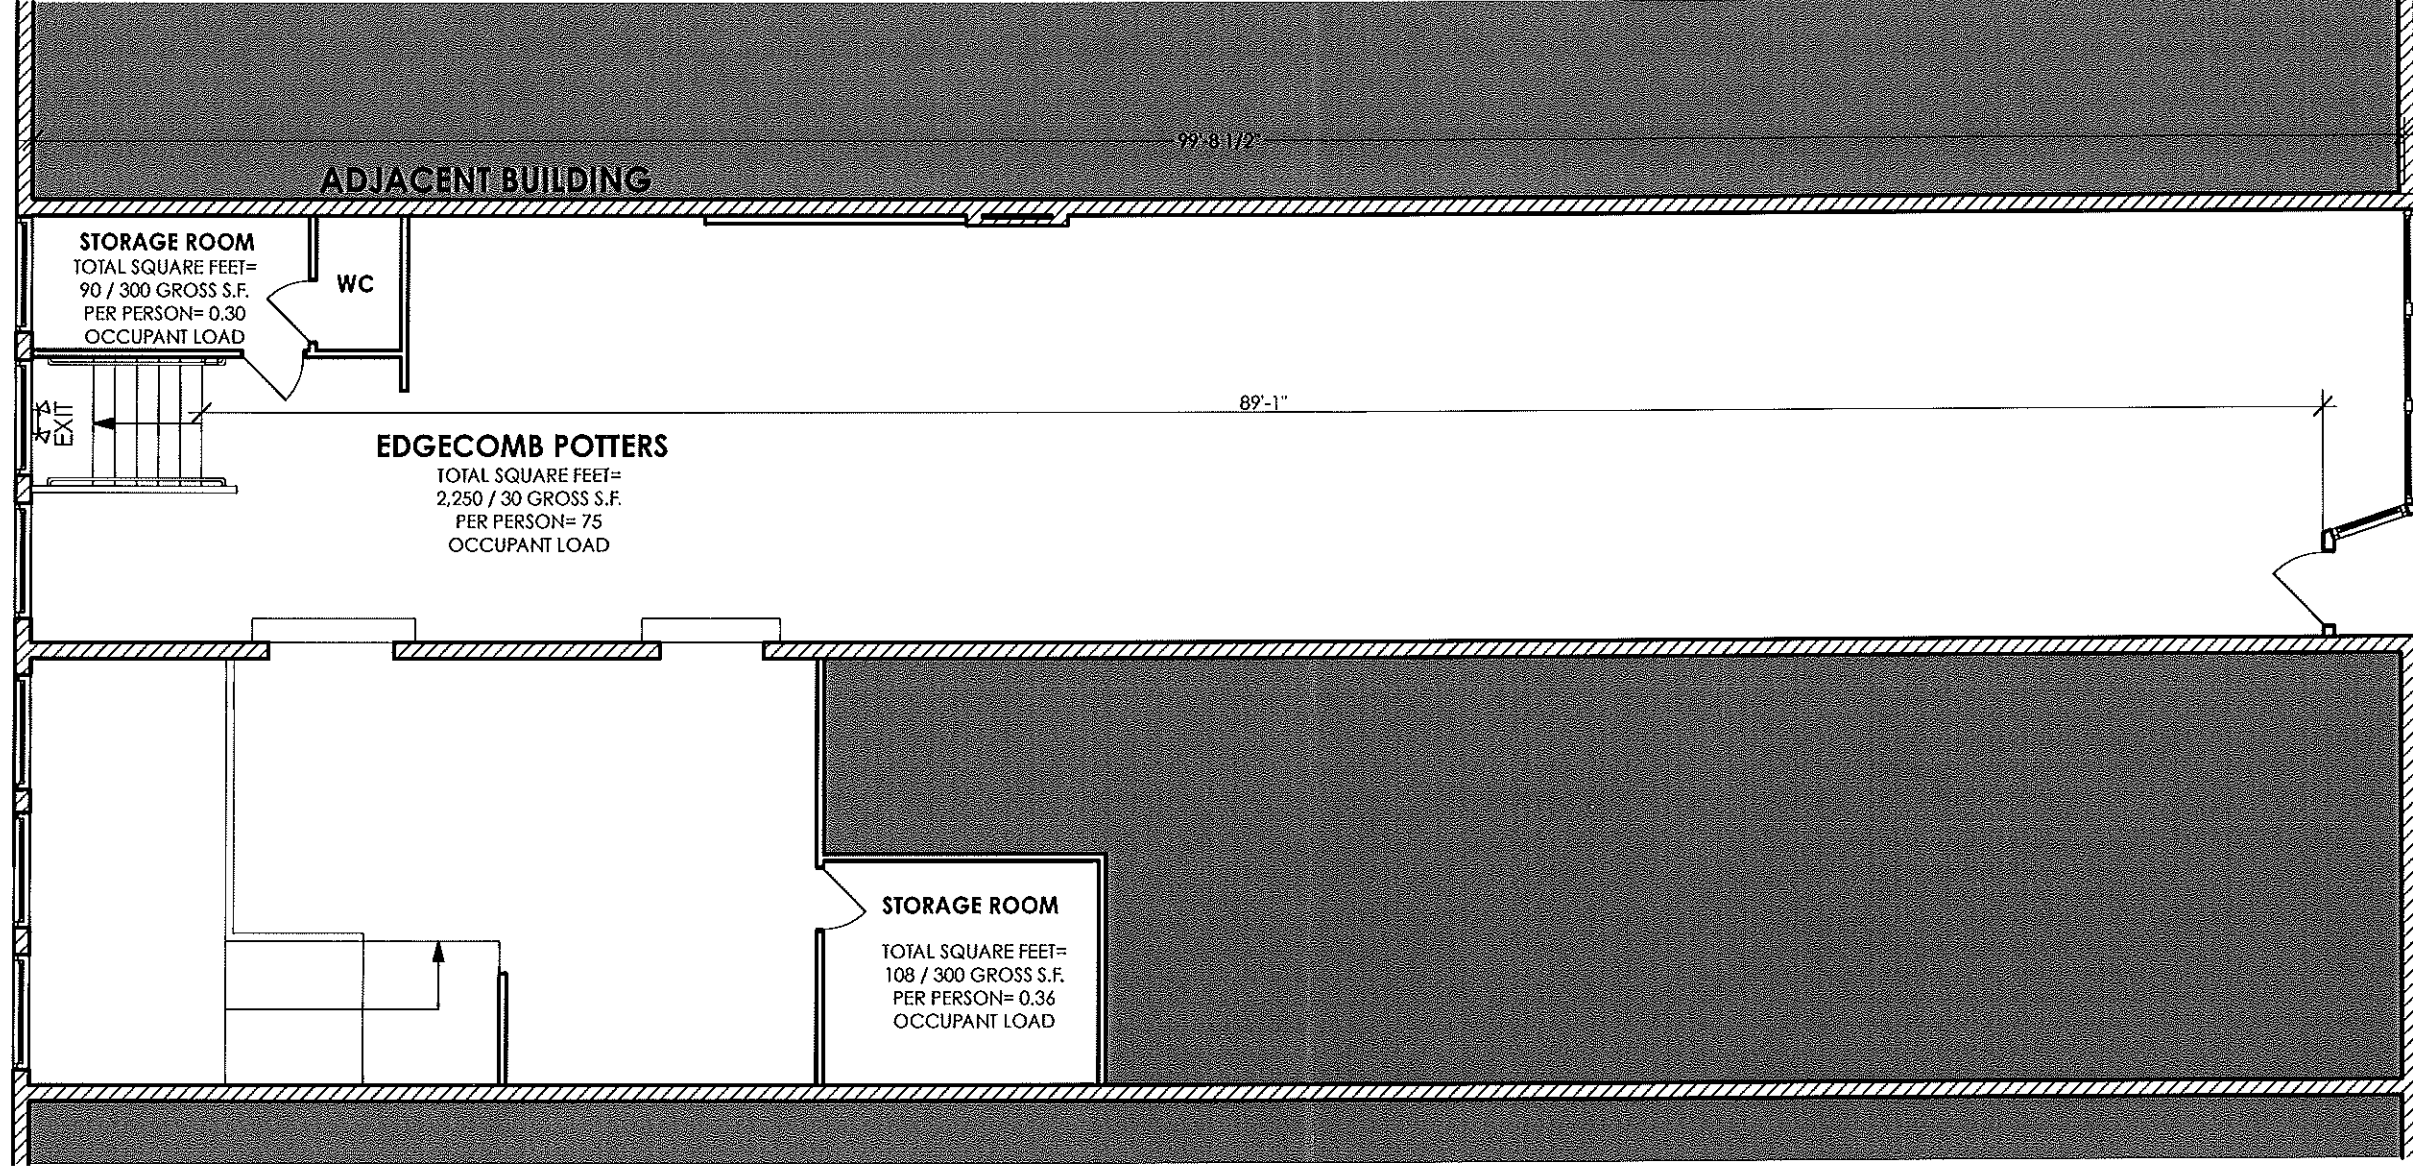 99'-8 1/2"
ADJACENT BUILDING
STORAGE ROOM
TOTAL SQUARE FEET=
90 / 300 GROSS S.F.
PER PERSON= 0.30
OCCUPANT LOAD
WC
EXIT
89'-1"
EDGECOMB POTTERS
TOTAL SQUARE FEET=
2,250 / 30 GROSS S.F.
PER PERSON= 75
OCCUPANT LOAD
STORAGE ROOM
TOTAL SQUARE FEET=
108 / 300 GROSS S.F.
PER PERSON= 0.36
OCCUPANT LOAD